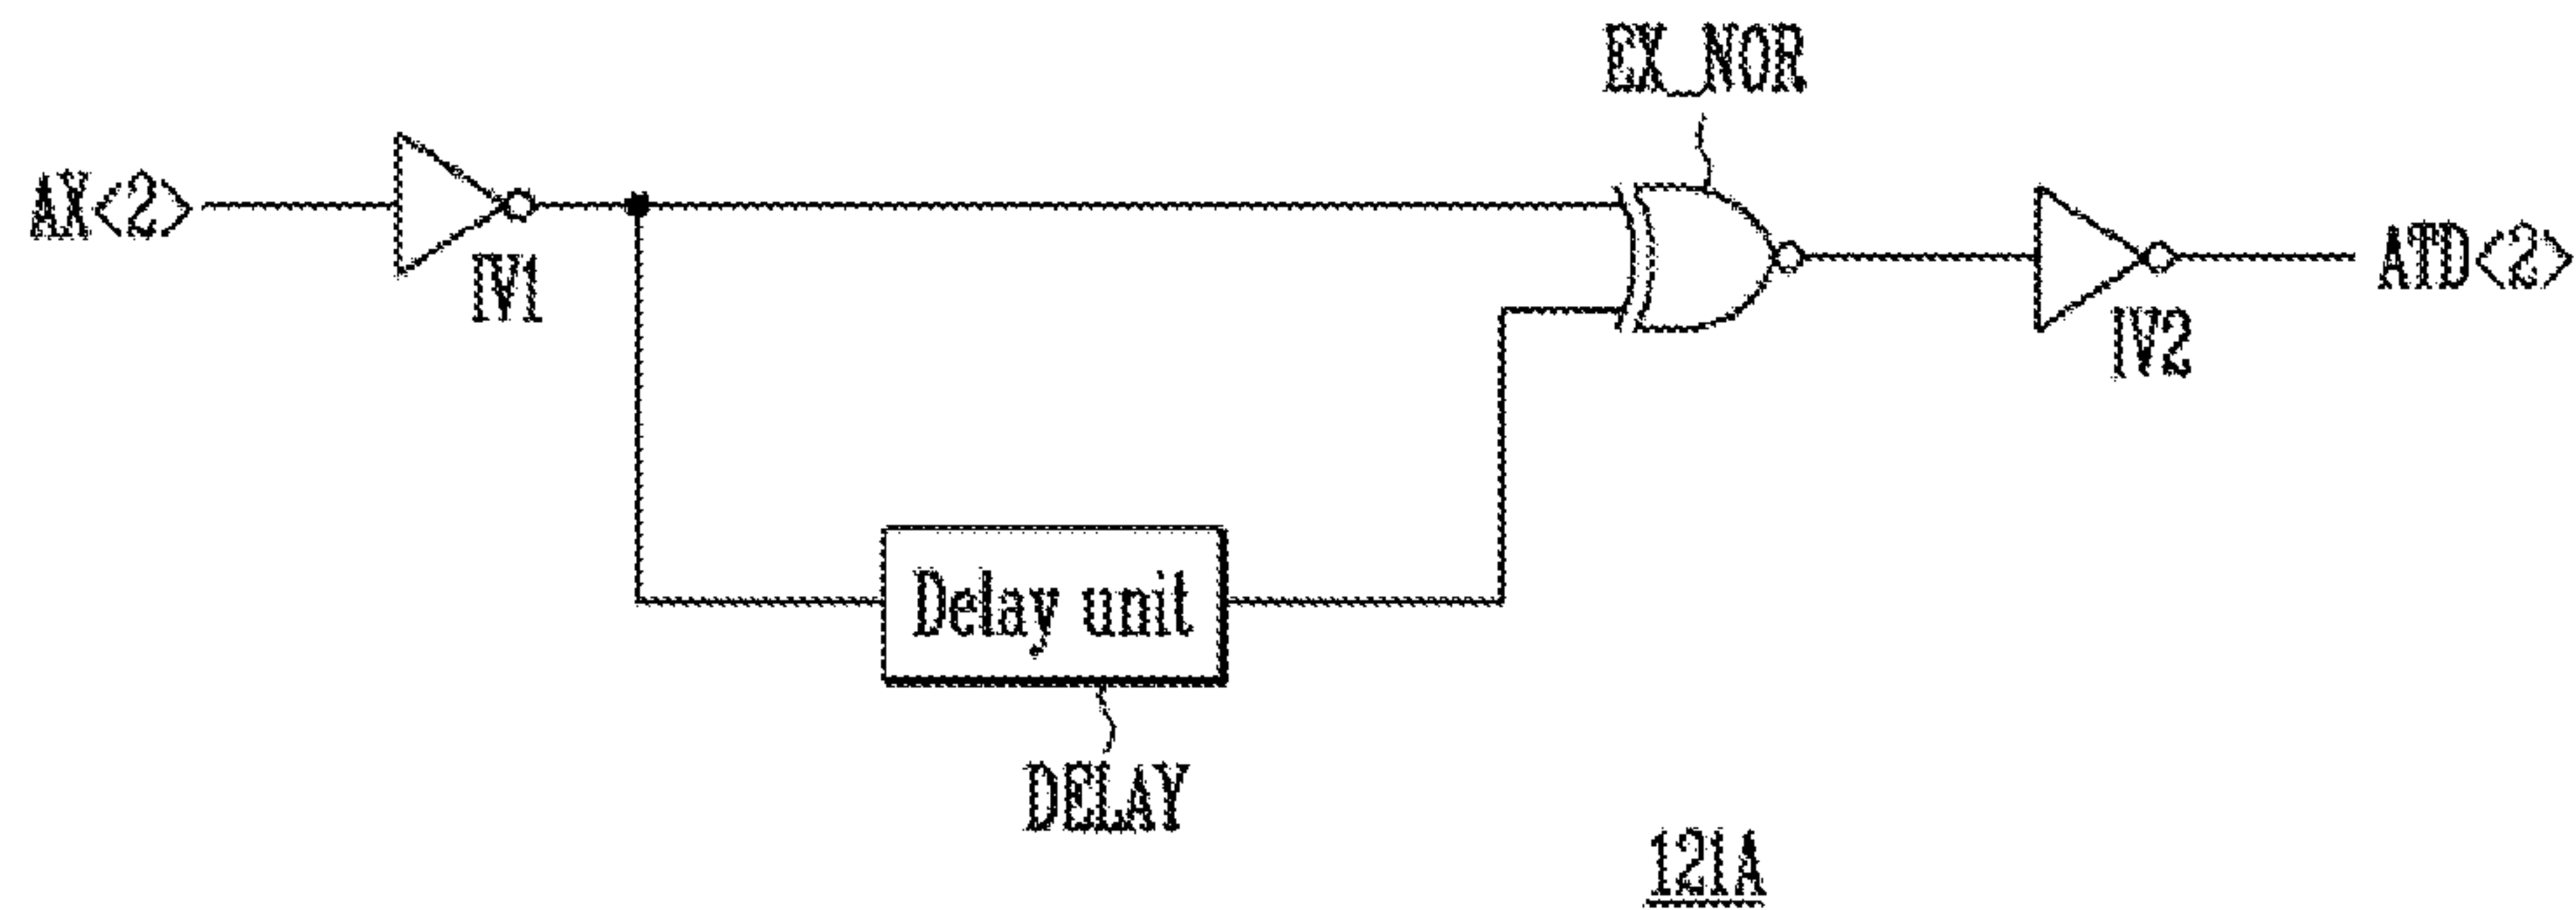 EX_NOR
AX<2>
IV1
ATD<2>
IV2
Delay unit
DELAY
121A